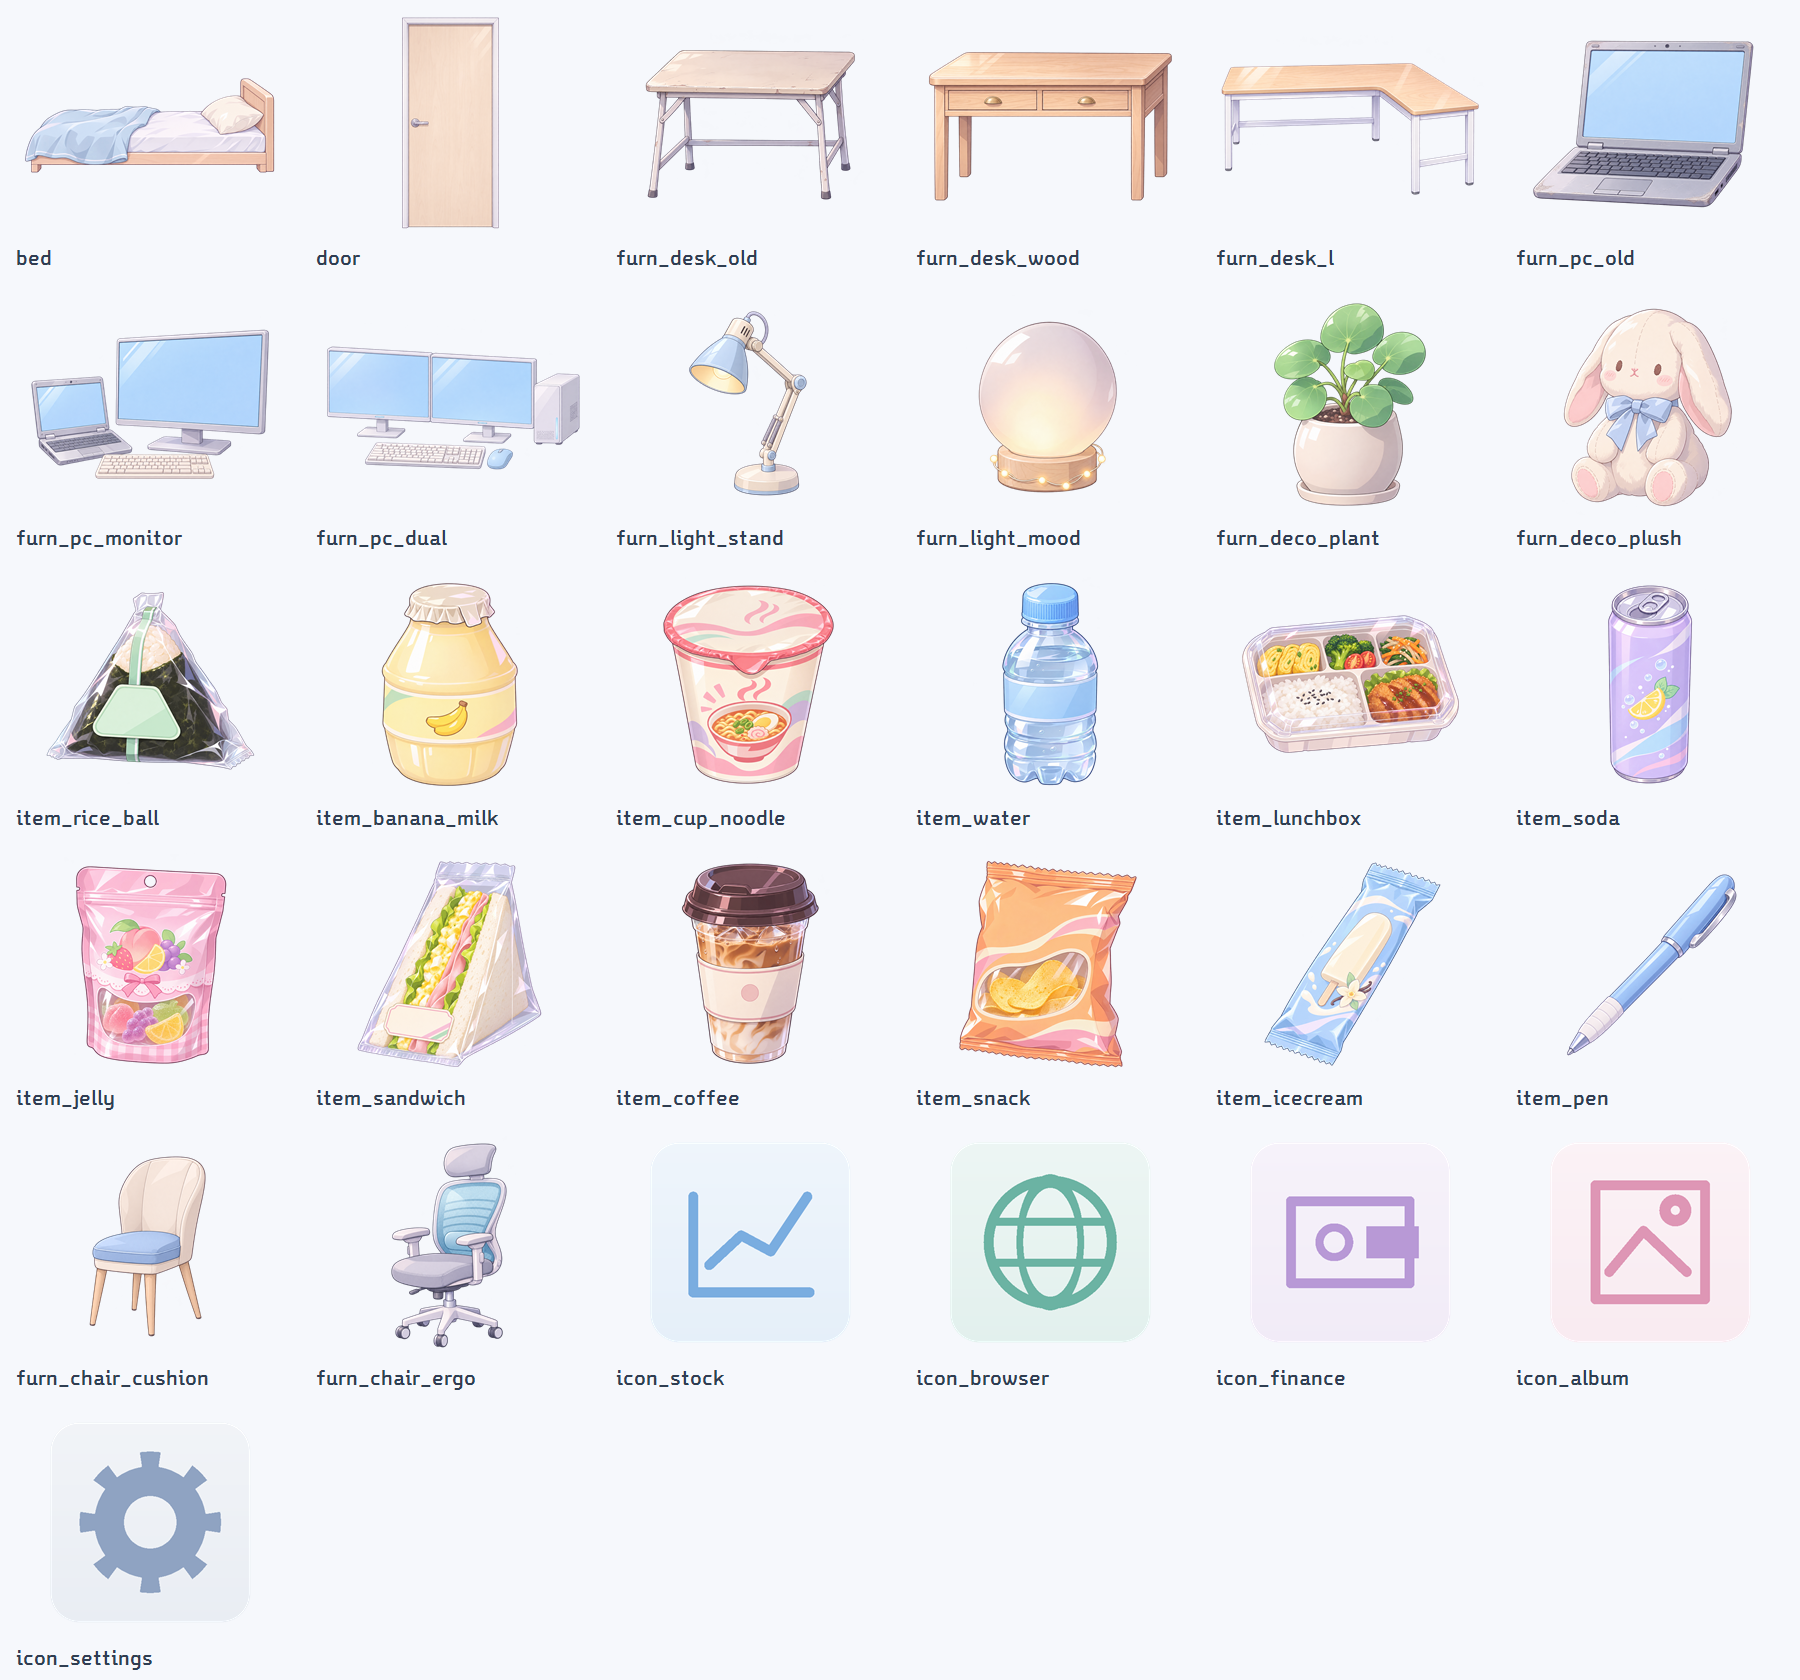 bed
door
furn_desk_old
furn_desk_wood
furn_desk_l
furn_pc_old
furn_pc_monitor
furn_pc_dual
furn_light_stand
furn_light_mood
furn_deco_plant
furn_deco_plush
item_rice_ball
item_banana_milk
item_cup_noodle
item_water
item_lunchbox
item_soda
item_jelly
item_sandwich
item_coffee
item_snack
item_icecream
item_pen
furn_chair_cushion
furn_chair_ergo
icon_stock
icon_browser
icon_finance
icon_album
icon_settings